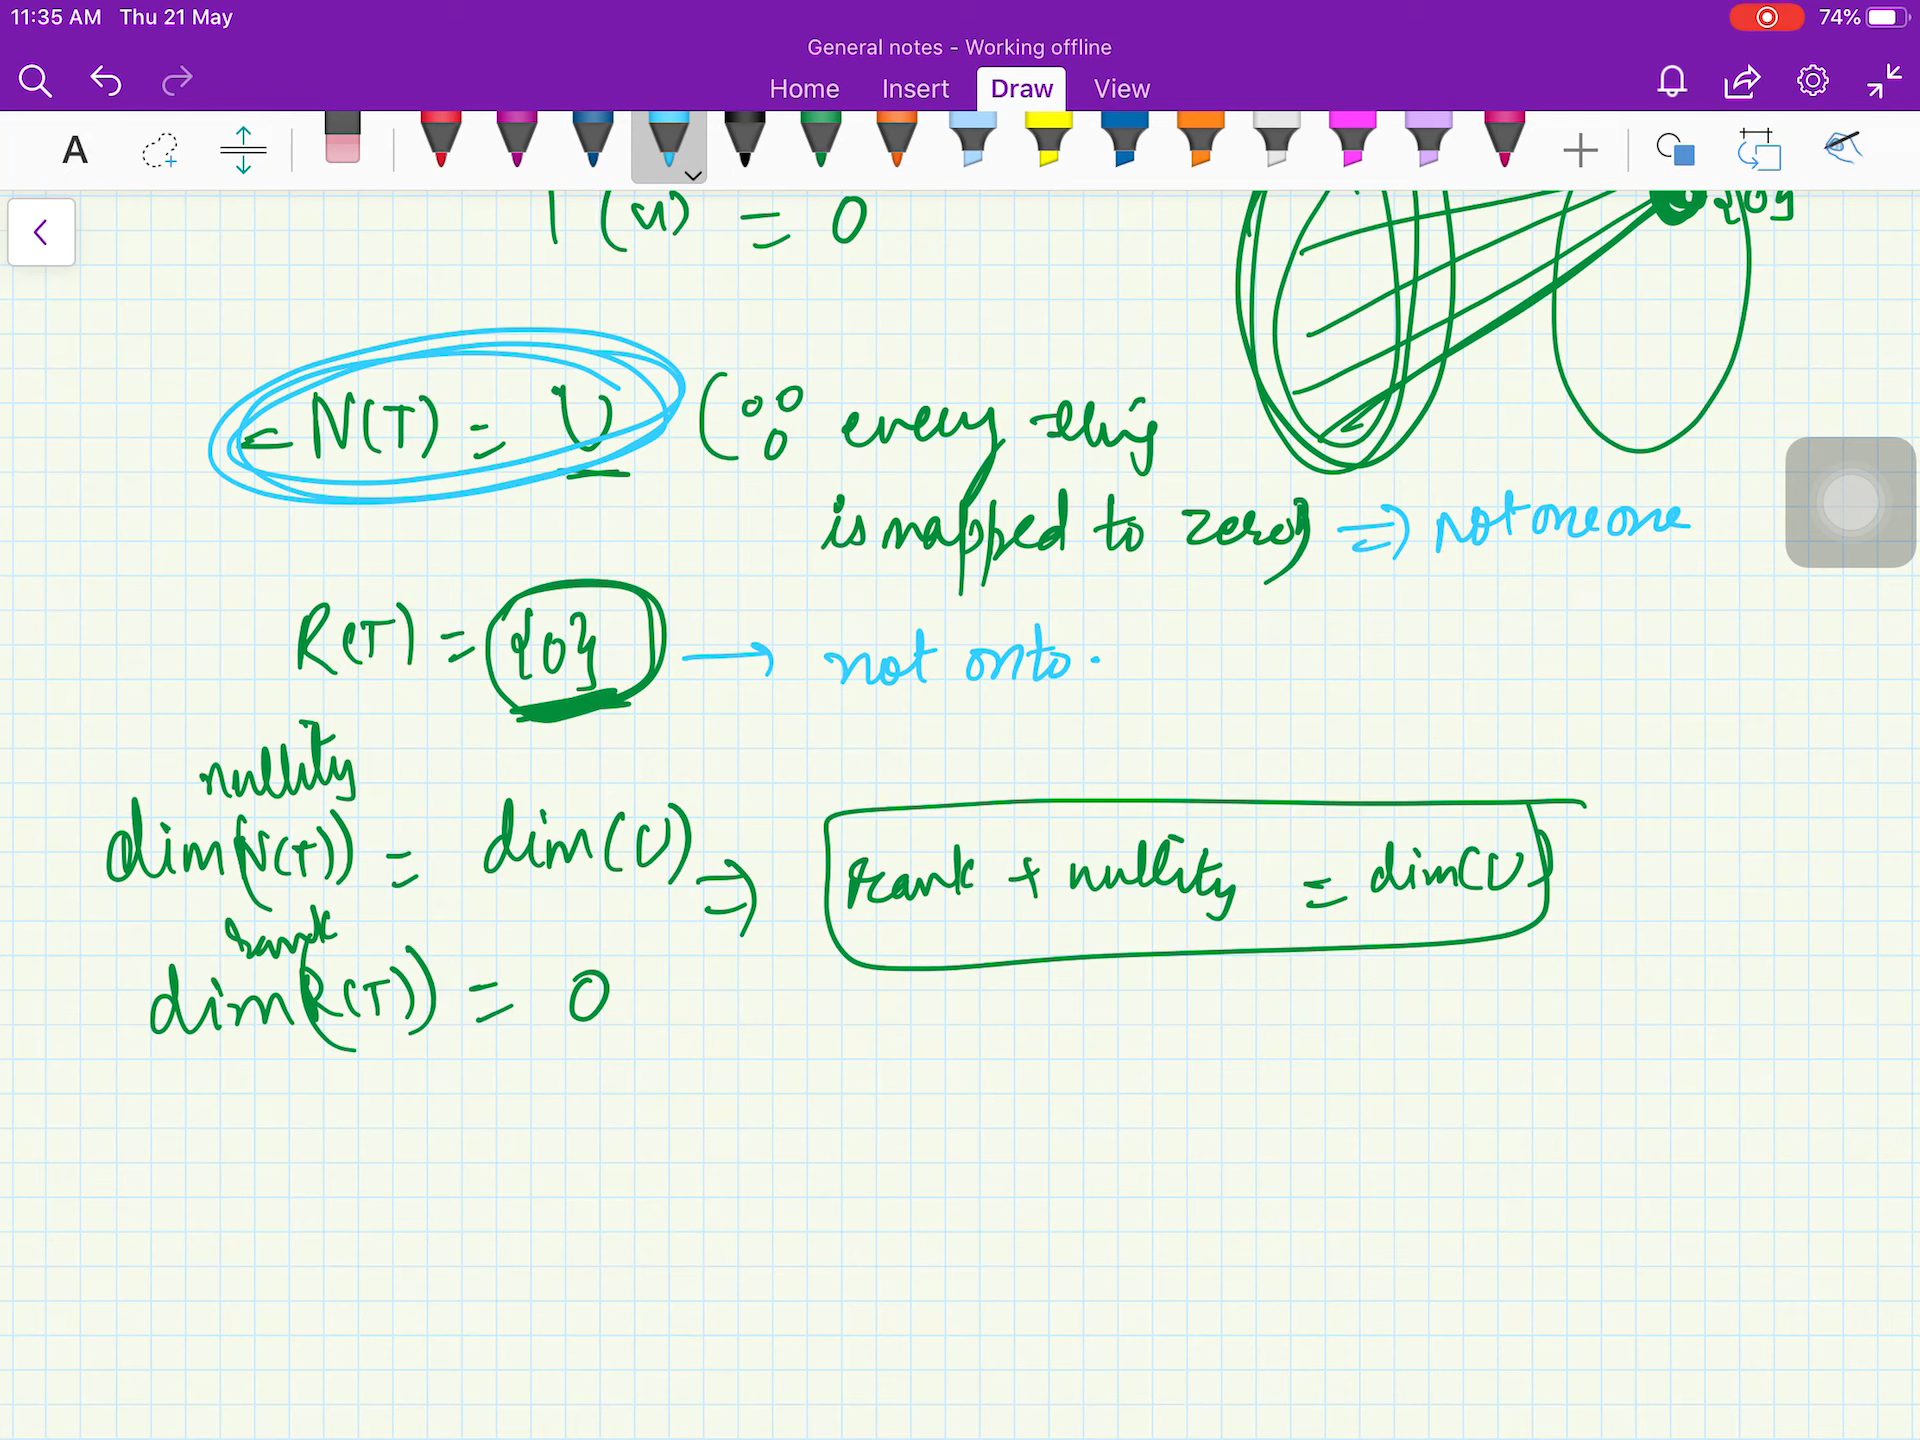 11:35 AM Thu 21 May
74%
General notes - Working offline
Home Insert Draw View
A
T(u) = 0
{0}
N(T) = U (∵ every thing
is mapped to zero) ⇒ not one one
R(T) = {0} → not onto.
nullity
dim(N(T)) = dim(U) ⇒ rank + nullity = dim(U)
rank
dim(R(T)) = 0